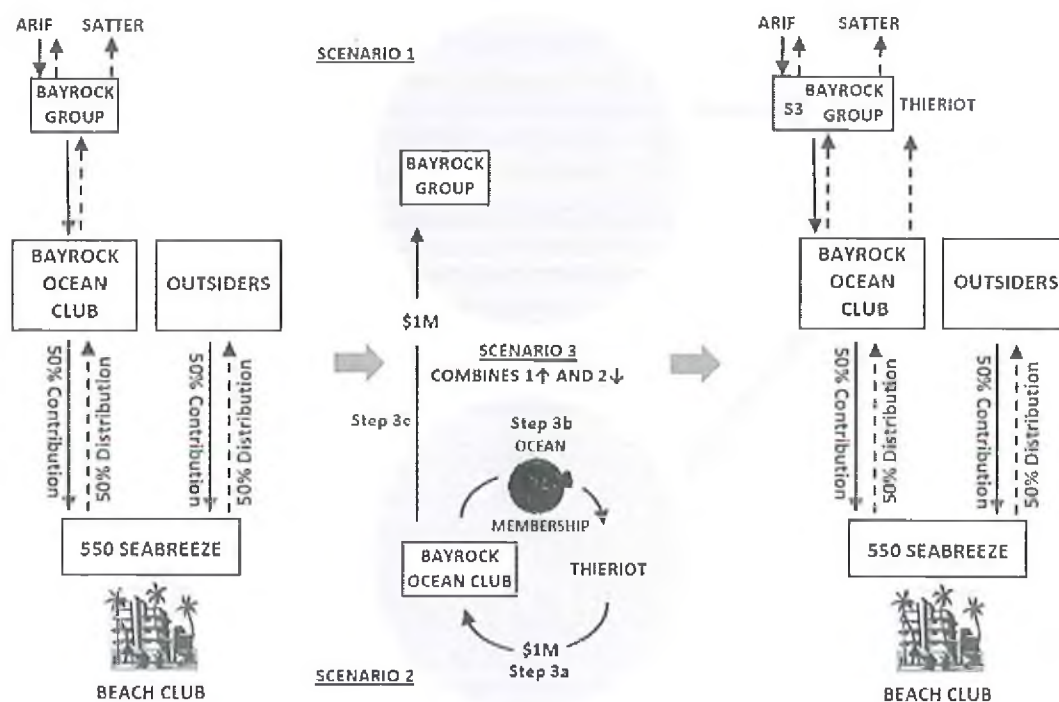 ARIF SATTER
BAYROCK
GROUP
BAYROCK
OCEAN
CLUB
OUTSIDERS
50% Contribution
50% Distribution
50% Contribution
50% Distribution
550 SEABREEZE
BEACH CLUB
SCENARIO 1
BAYROCK
GROUP
$1M
SCENARIO 3
COMBINES 1↑ AND 2↓
Step 3c
Step 3b
OCEAN
MEMBERSHIP
BAYROCK
OCEAN CLUB
THIERIOT
$1M
Step 3a
SCENARIO 2
ARIF SATTER
S3 BAYROCK
GROUP
THIERIOT
BAYROCK
OCEAN
CLUB
OUTSIDERS
50% Contribution
50% Distribution
50% Contribution
50% Distribution
550 SEABREEZE
BEACH CLUB